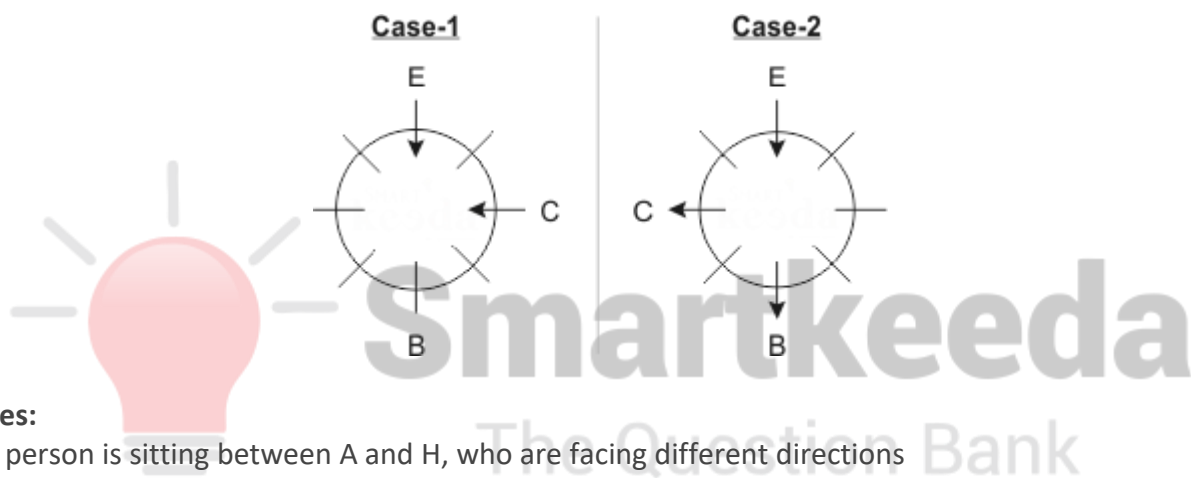 Case-1
Case-2
E
E
C
C
B
B
Smartkeeda
The Question Bank
es:
person is sitting between A and H, who are facing different directions